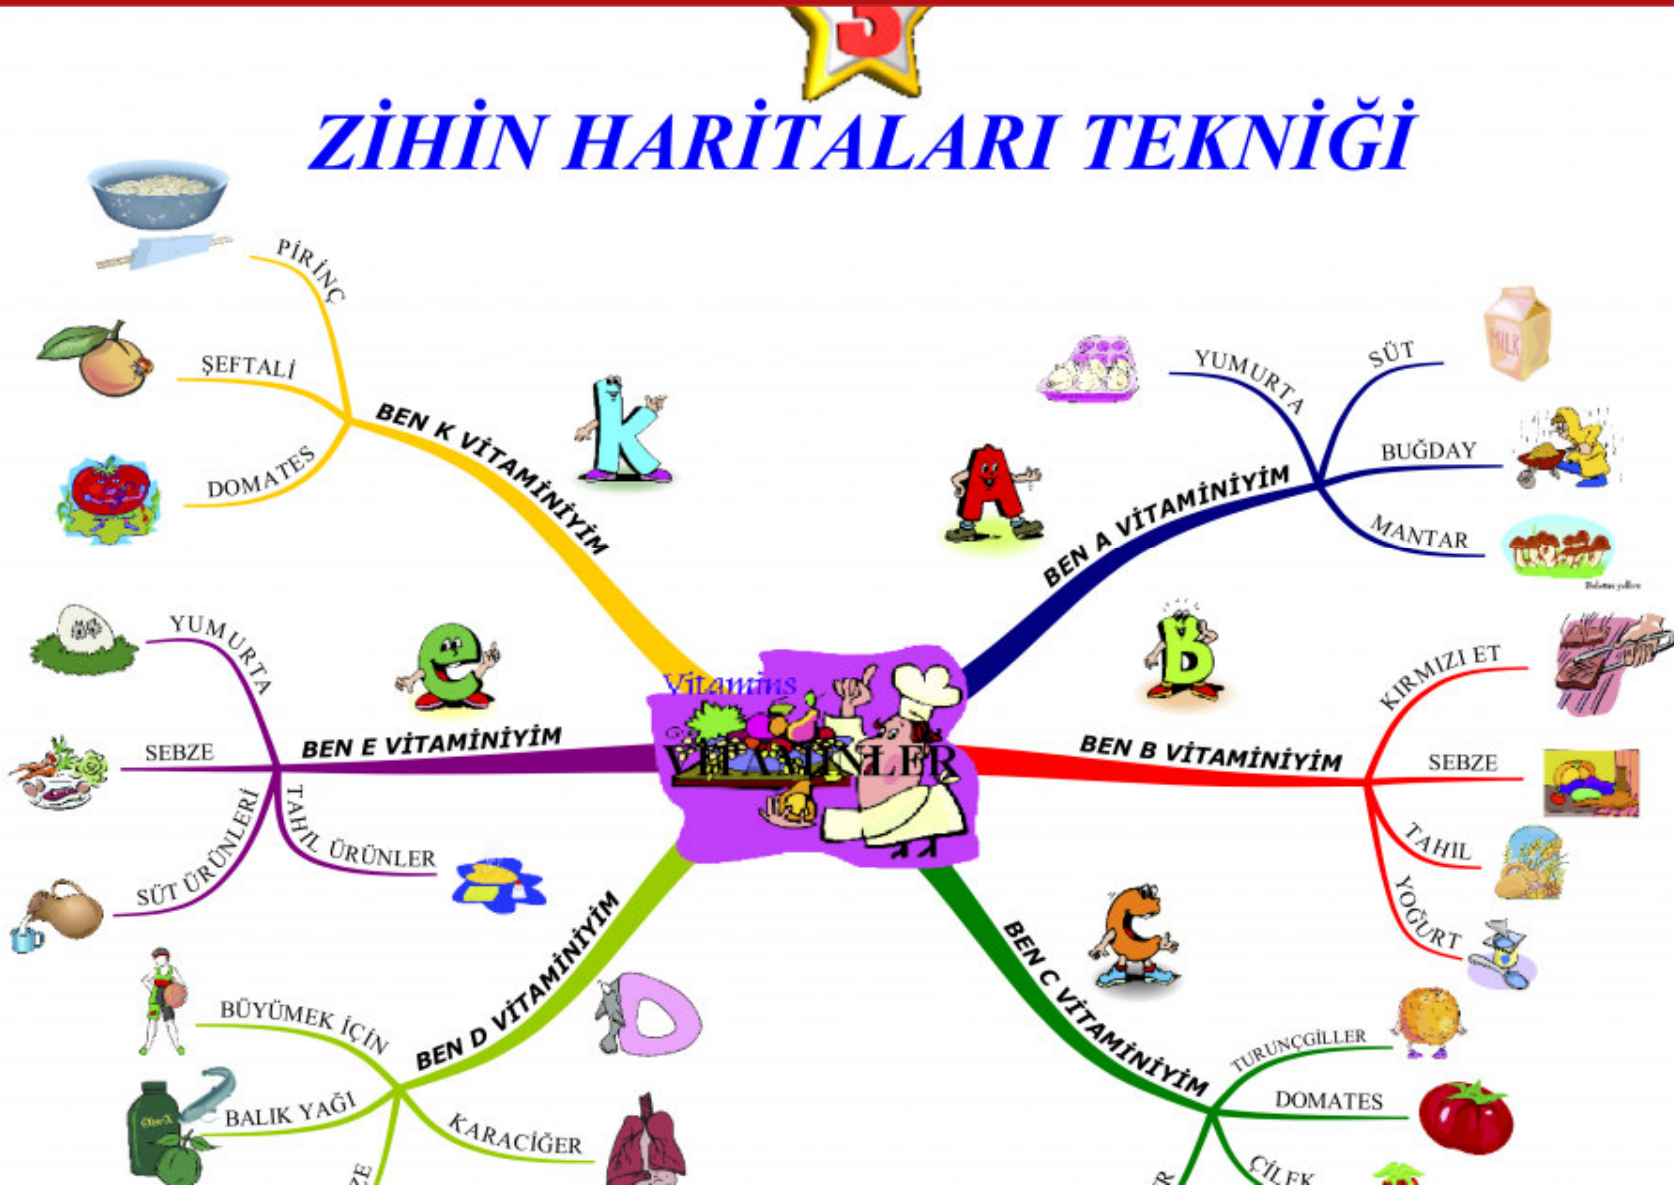 3
ZİHİN HARİTALARI TEKNİĞİ
BEN K VİTAMİNİYİM
PİRİNÇ
ŞEFTALİ
DOMATES
BEN A VİTAMİNİYİM
YUMURTA
SÜT
MILK
BUĞDAY
MANTAR
BEN E VİTAMİNİYİM
YUMURTA
SEBZE
SÜT ÜRÜNLERİ
TAHIL ÜRÜNLER
Vitamins
VİTAMİNLER
BEN B VİTAMİNİYİM
KIRMIZI ET
SEBZE
TAHIL
YOĞURT
BEN D VİTAMİNİYİM
BÜYÜMEK İÇİN
BALIK YAĞI
KARACİĞER
BEN C VİTAMİNİYİM
TURUNÇGİLLER
DOMATES
ÇİLEK
K
A
E
B
C
D